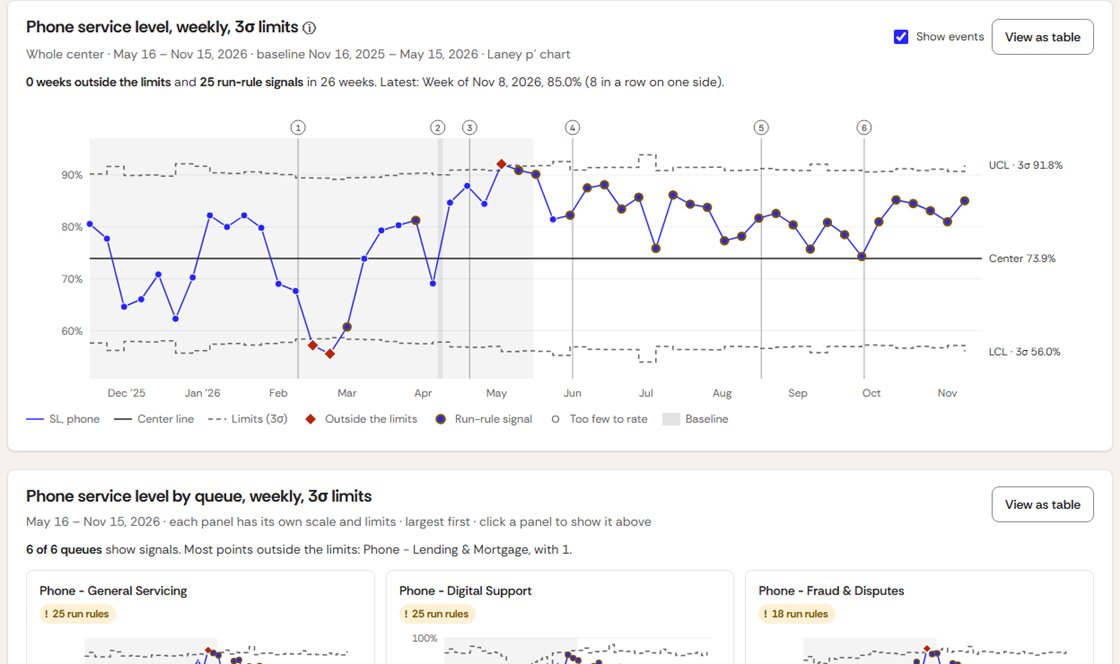 Phone service level, weekly, 3σ limits ⓘ
Show events
View as table
Whole center · May 16 – Nov 15, 2026 · baseline Nov 16, 2025 – May 15, 2026 · Laney p′ chart
0 weeks outside the limits and 25 run-rule signals in 26 weeks. Latest: Week of Nov 8, 2026, 85.0% (8 in a row on one side).
1 2 3 4 5 6
90%
80%
70%
60%
UCL · 3σ 91.8%
Center 73.9%
LCL · 3σ 56.0%
Dec ’25 Jan ’26 Feb Mar Apr May Jun Jul Aug Sep Oct Nov
SL, phone Center line Limits (3σ) Outside the limits Run-rule signal Too few to rate Baseline
Phone service level by queue, weekly, 3σ limits
View as table
May 16 – Nov 15, 2026 · each panel has its own scale and limits · largest first · click a panel to show it above
6 of 6 queues show signals. Most points outside the limits: Phone - Lending & Mortgage, with 1.
Phone - General Servicing
! 25 run rules
Phone - Digital Support
! 25 run rules
100%
Phone - Fraud & Disputes
! 18 run rules